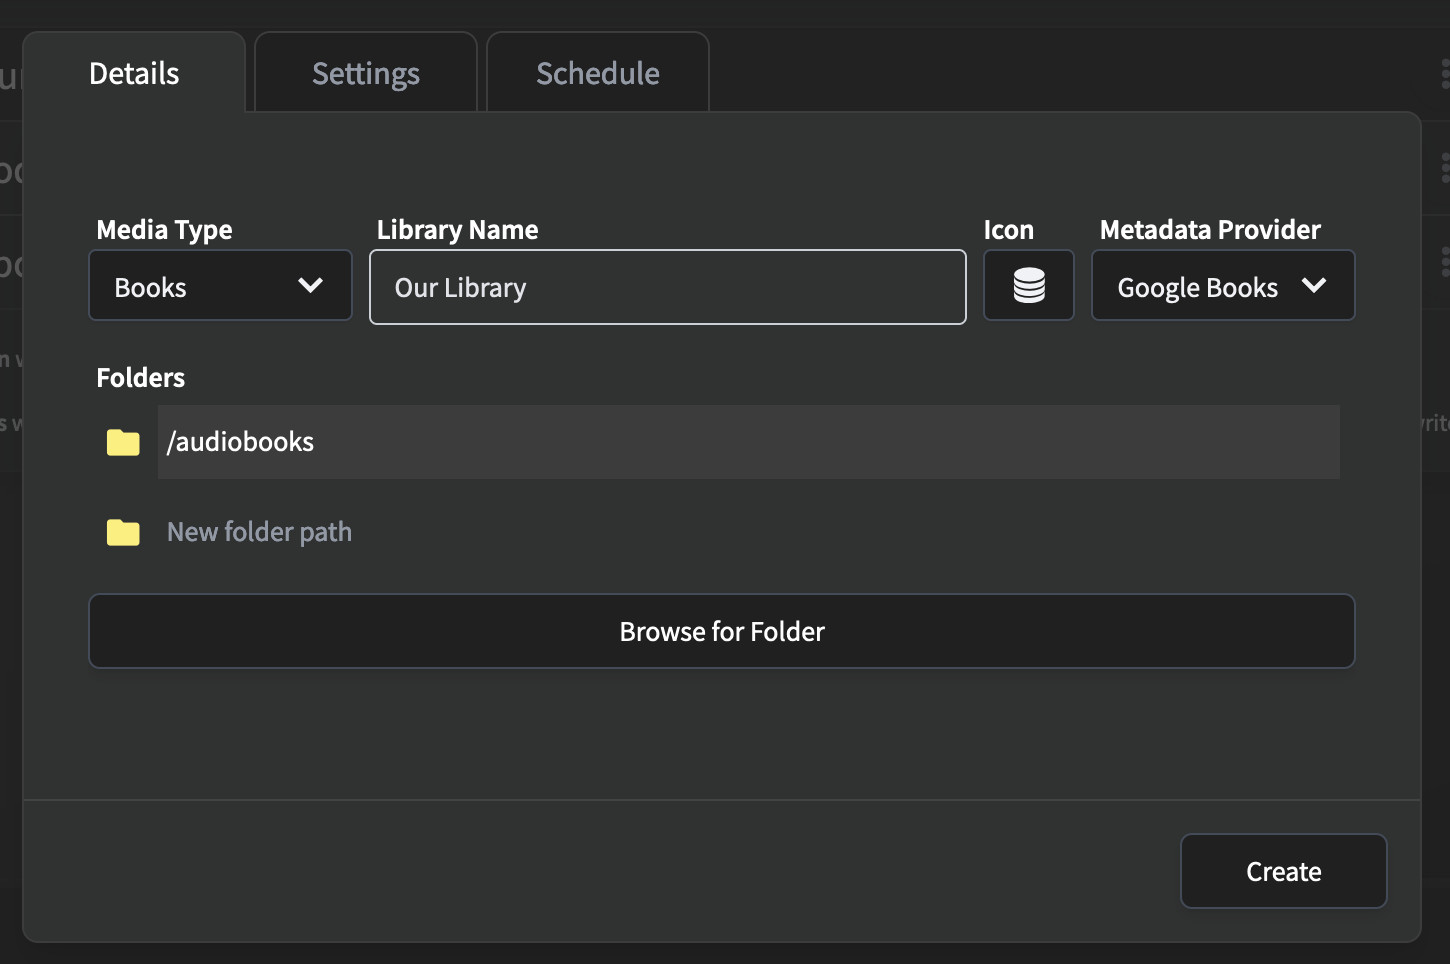 Details Settings Schedule
Media Type Library Name Icon Metadata Provider
Books Our Library Google Books
Folders
/audiobooks
New folder path
Browse for Folder
Create